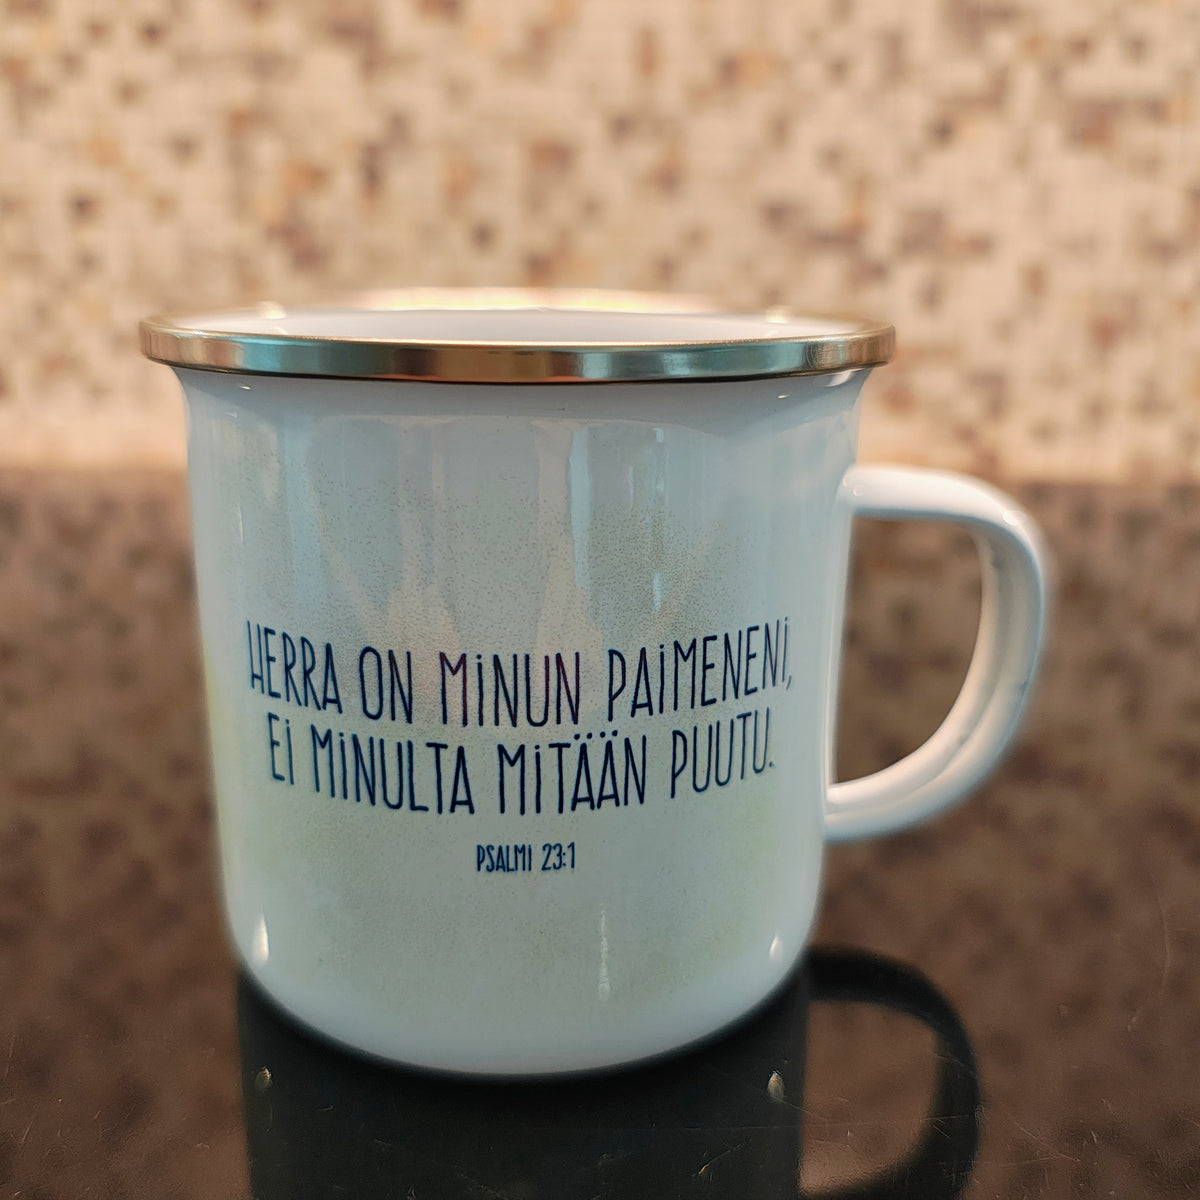 HERRA ON MINUN PAIMENENI,
EI MINULTA MITÄÄN PUUTU.
PSALMI 23:1